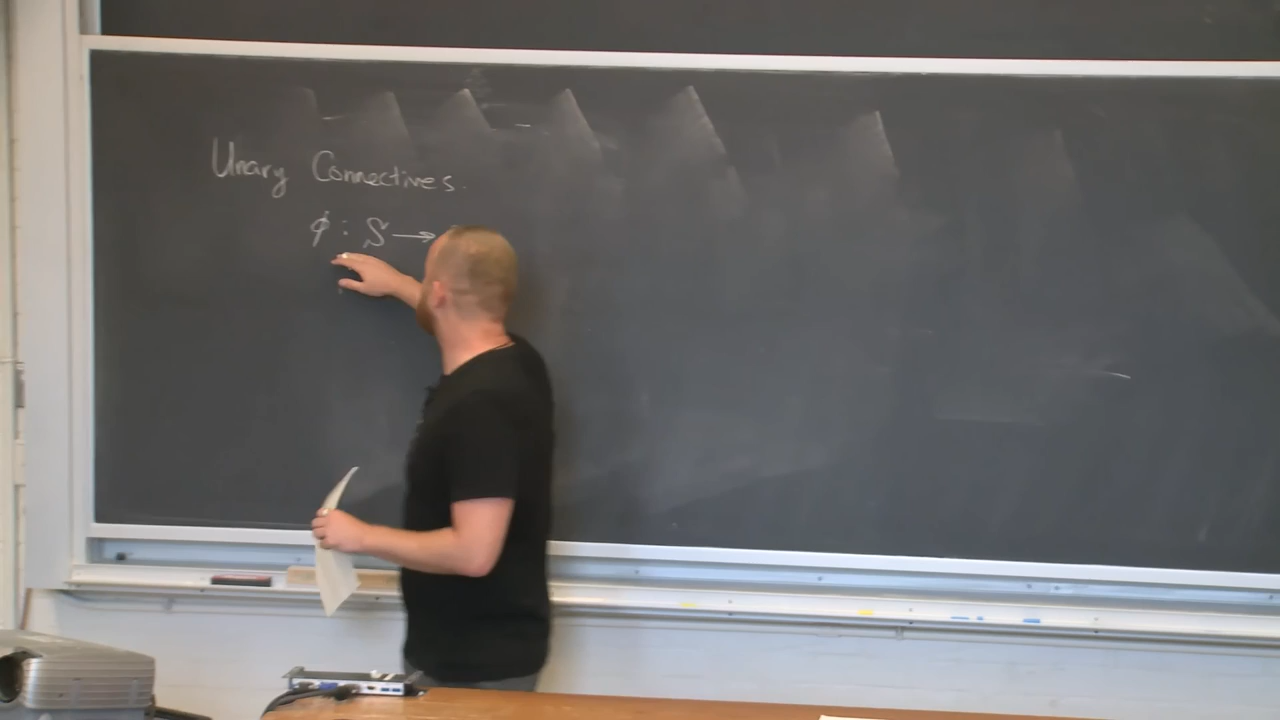 Unary Connectives.
φ : S →